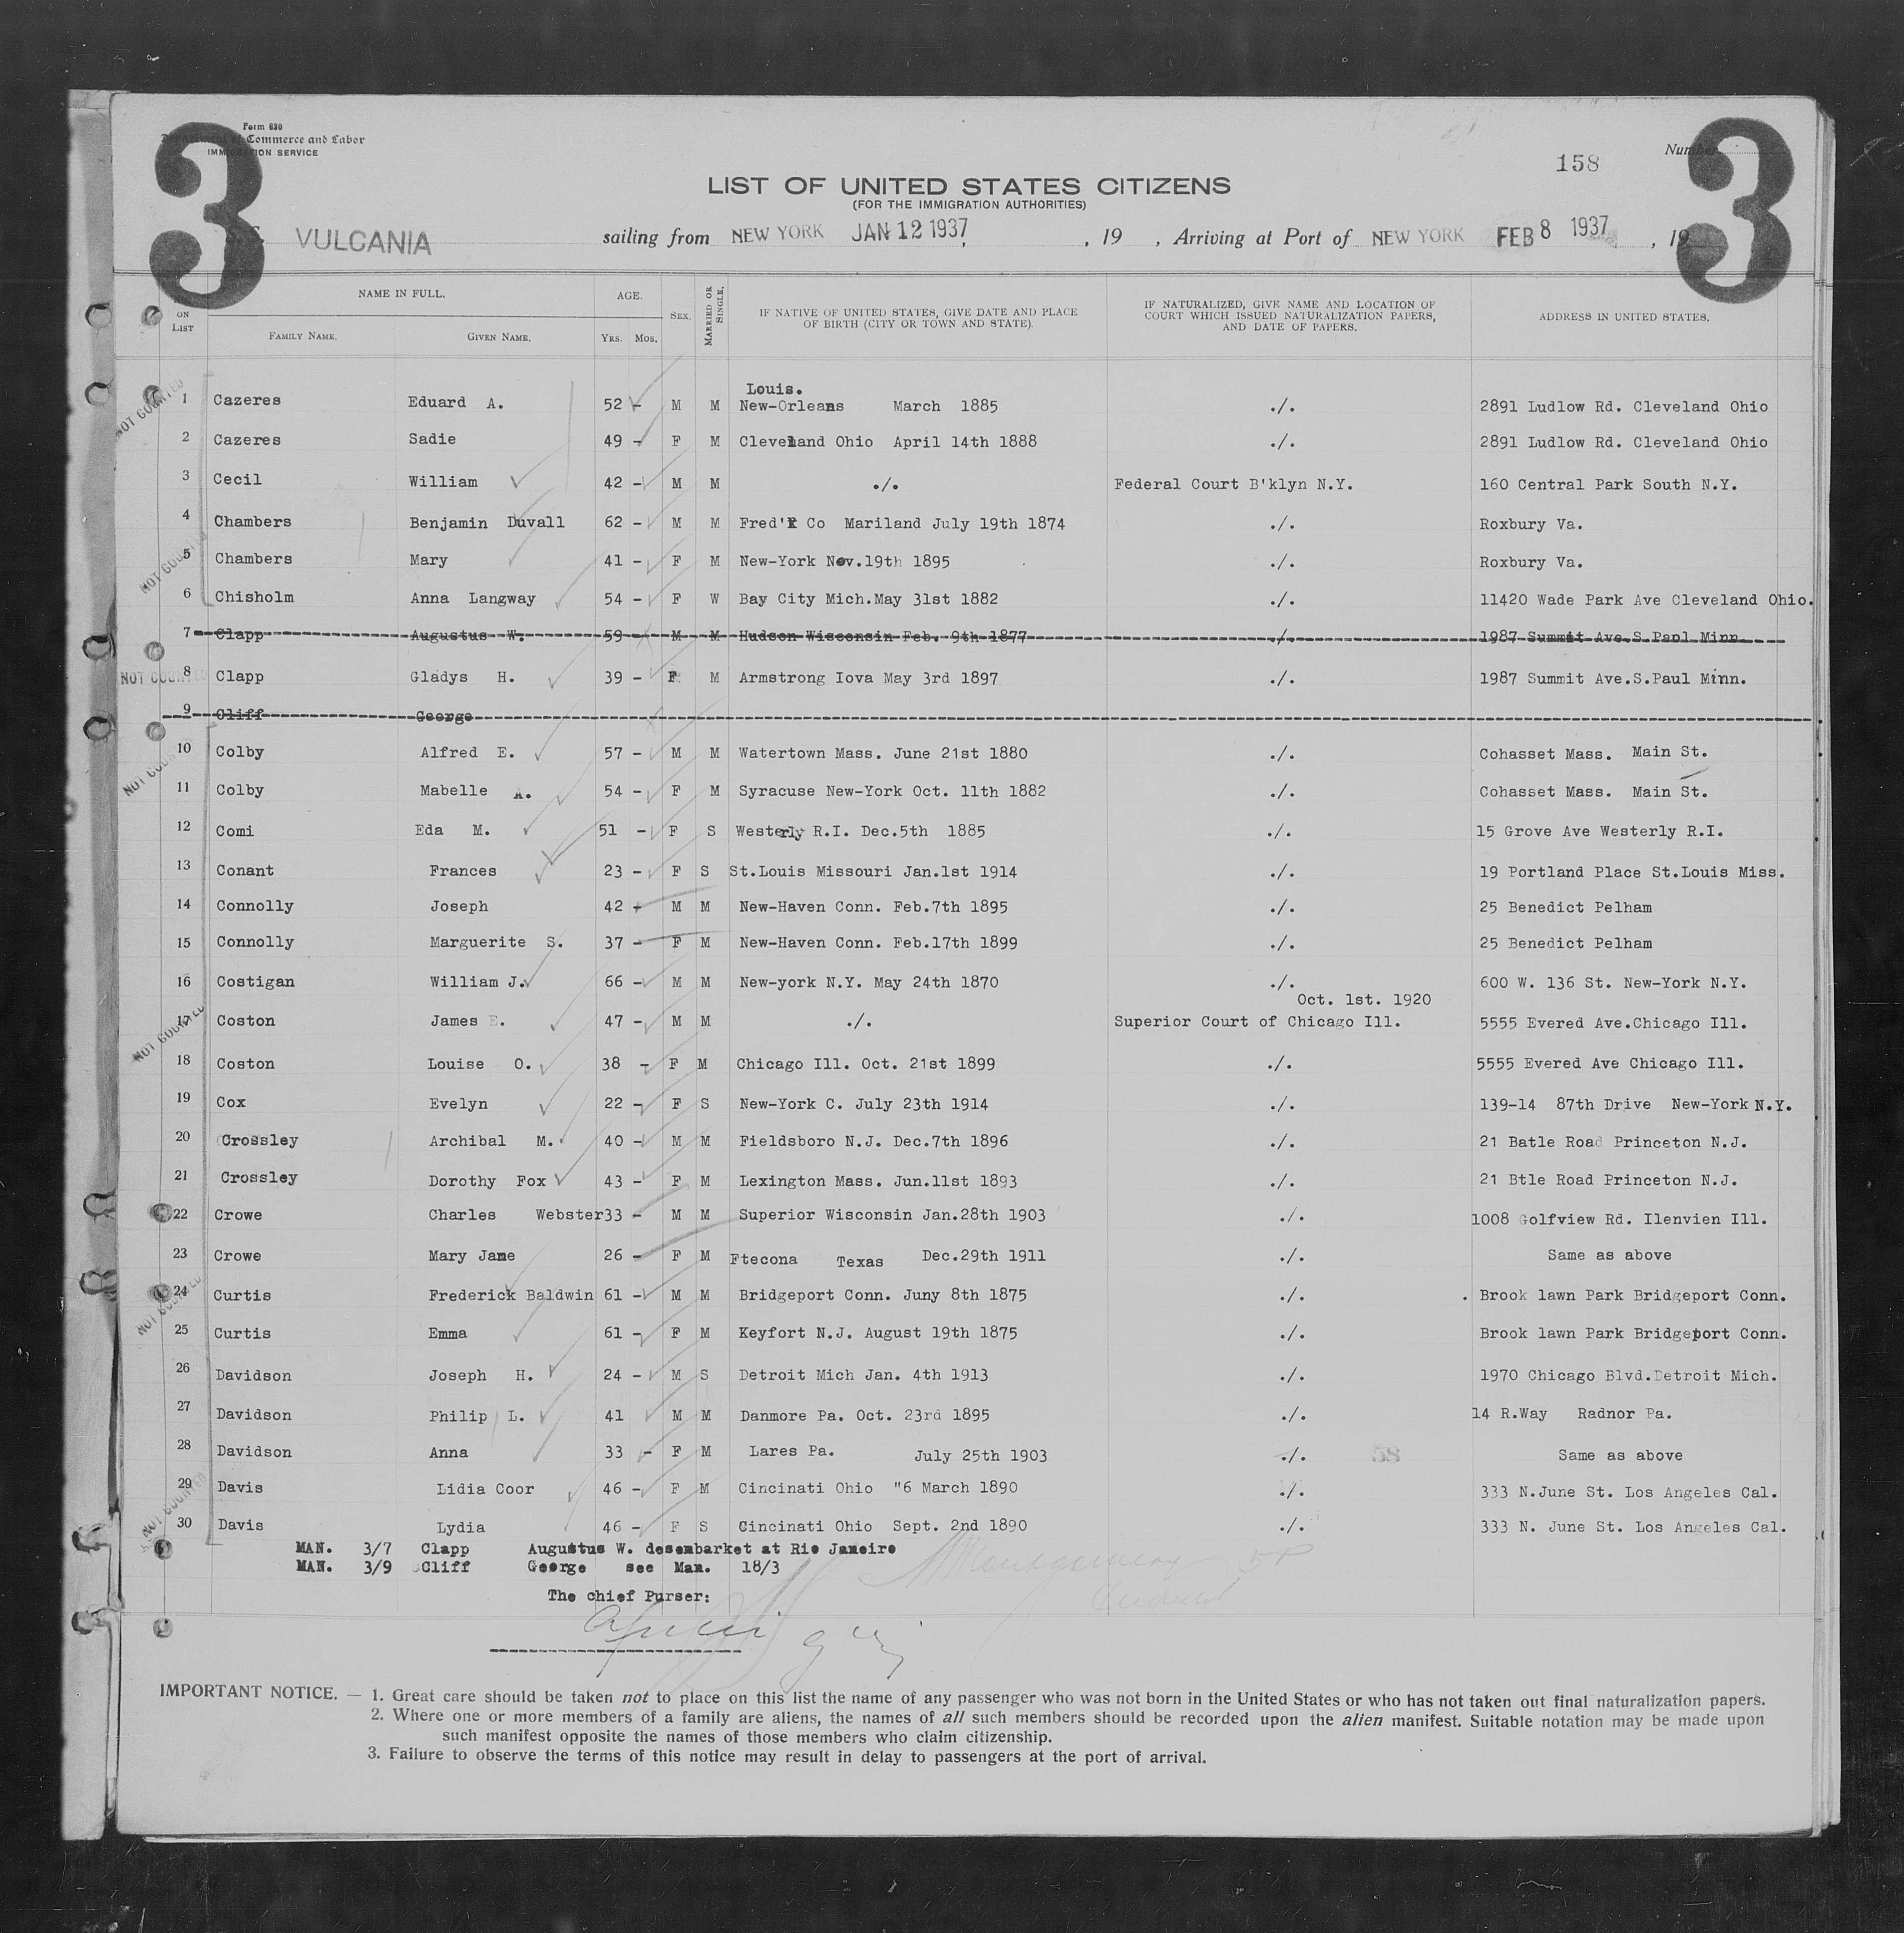 Form 630
Department of Commerce and Labor
IMMIGRATION SERVICE
3
3
158
Number
LIST OF UNITED STATES CITIZENS
(FOR THE IMMIGRATION AUTHORITIES)
VULCANIA sailing from NEW YORK JAN 12 1937, , 19 , Arriving at Port of NEW YORK FEB 8 1937 , 19
ON LIST
NAME IN FULL.
FAMILY NAME. GIVEN NAME.
AGE.
YRS. MOS.
SEX.
MARRIED OR SINGLE.
IF NATIVE OF UNITED STATES, GIVE DATE AND PLACE OF BIRTH (CITY OR TOWN AND STATE).
IF NATURALIZED, GIVE NAME AND LOCATION OF COURT WHICH ISSUED NATURALIZATION PAPERS, AND DATE OF PAPERS.
ADDRESS IN UNITED STATES.
Louis.
1 Cazeres Eduard A. 52 - M M New-Orleans March 1885 ./. 2891 Ludlow Rd. Cleveland Ohio
NOT COUNTED
2 Cazeres Sadie 49 - F M Cleveland Ohio April 14th 1888 ./. 2891 Ludlow Rd. Cleveland Ohio
3 Cecil William 42 - M M ./. Federal Court B'klyn N.Y. 160 Central Park South N.Y.
4 Chambers Benjamin Duvall 62 - M M Fred'k Co Mariland July 19th 1874 ./. Roxbury Va.
5 Chambers Mary 41 - F M New-York Nov.19th 1895 ./. Roxbury Va.
NOT COUNTED
6 Chisholm Anna Langway 54 - F W Bay City Mich.May 31st 1882 ./. 11420 Wade Park Ave Cleveland Ohio.
7 Clapp Augustus W. 59 M M Hudson Wisconsin Feb. 9th 1877 ./. 1987 Summit Ave.S.Paul Minn
8 Clapp Gladys H. 39 - F M Armstrong Iova May 3rd 1897 ./. 1987 Summit Ave.S.Paul Minn.
NOT COUNTED
9 Cliff George
10 Colby Alfred E. 57 - M M Watertown Mass. June 21st 1880 ./. Cohasset Mass. Main St.
NOT COUNTED
11 Colby Mabelle A. 54 - F M Syracuse New-York Oct. 11th 1882 ./. Cohasset Mass. Main St.
12 Comi Eda M. 51 - F S Westerly R.I. Dec.5th 1885 ./. 15 Grove Ave Westerly R.I.
13 Conant Frances 23 - F S St.Louis Missouri Jan.1st 1914 ./. 19 Portland Place St.Louis Miss.
14 Connolly Joseph 42 - M M New-Haven Conn. Feb.7th 1895 ./. 25 Benedict Pelham
15 Connolly Marguerite S. 37 - F M New-Haven Conn. Feb.17th 1899 ./. 25 Benedict Pelham
16 Costigan William J. 66 - M M New-york N.Y. May 24th 1870 ./. 600 W. 136 St. New-York N.Y.
Oct. 1st. 1920
17 Coston James E. 47 - M M ./. Superior Court of Chicago Ill. 5555 Evered Ave.Chicago Ill.
NOT COUNTED
18 Coston Louise O. 38 - F M Chicago Ill. Oct. 21st 1899 ./. 5555 Evered Ave Chicago Ill.
19 Cox Evelyn 22 - F S New-York C. July 23th 1914 ./. 139-14 87th Drive New-York N.Y.
20 Crossley Archibal M. 40 - M M Fieldsboro N.J. Dec.7th 1896 ./. 21 Batle Road Princeton N.J.
21 Crossley Dorothy Fox 43 - F M Lexington Mass. Jun.11st 1893 ./. 21 Btle Road Princeton N.J.
22 Crowe Charles Webster 33 - M M Superior Wisconsin Jan.28th 1903 ./. 1008 Golfview Rd. Ilenvien Ill.
23 Crowe Mary Jane 26 - F M Ftecona Texas Dec.29th 1911 ./. Same as above
24 Curtis Frederick Baldwin 61 - M M Bridgeport Conn. Juny 8th 1875 ./. Brook lawn Park Bridgeport Conn.
NOT COUNTED
25 Curtis Emma 61 - F M Keyfort N.J. August 19th 1875 ./. Brook lawn Park Bridgeport Conn.
26 Davidson Joseph H. 24 - M S Detroit Mich Jan. 4th 1913 ./. 1970 Chicago Blvd.Detroit Mich.
27 Davidson Philip L. 41 M M Danmore Pa. Oct. 23rd 1895 ./. 14 R.Way Radnor Pa.
28 Davidson Anna 33 - F M Lares Pa. July 25th 1903 ./. 58 Same as above
29 Davis Lidia Coor 46 - F M Cincinati Ohio "6 March 1890 ./. 333 N.June St. Los Angeles Cal.
NOT COUNTED
30 Davis Lydia 46 - F S Cincinati Ohio Sept. 2nd 1890 ./. 333 N. June St. Los Angeles Cal.
MAN. 3/7 Clapp Augustus W. desembarket at Rio Janeiro
MAN. 3/9 Cliff George see Man. 18/3
The chief Purser:
IMPORTANT NOTICE. — 1. Great care should be taken not to place on this list the name of any passenger who was not born in the United States or who has not taken out final naturalization papers.
2. Where one or more members of a family are aliens, the names of all such members should be recorded upon the alien manifest. Suitable notation may be made upon
such manifest opposite the names of those members who claim citizenship.
3. Failure to observe the terms of this notice may result in delay to passengers at the port of arrival.